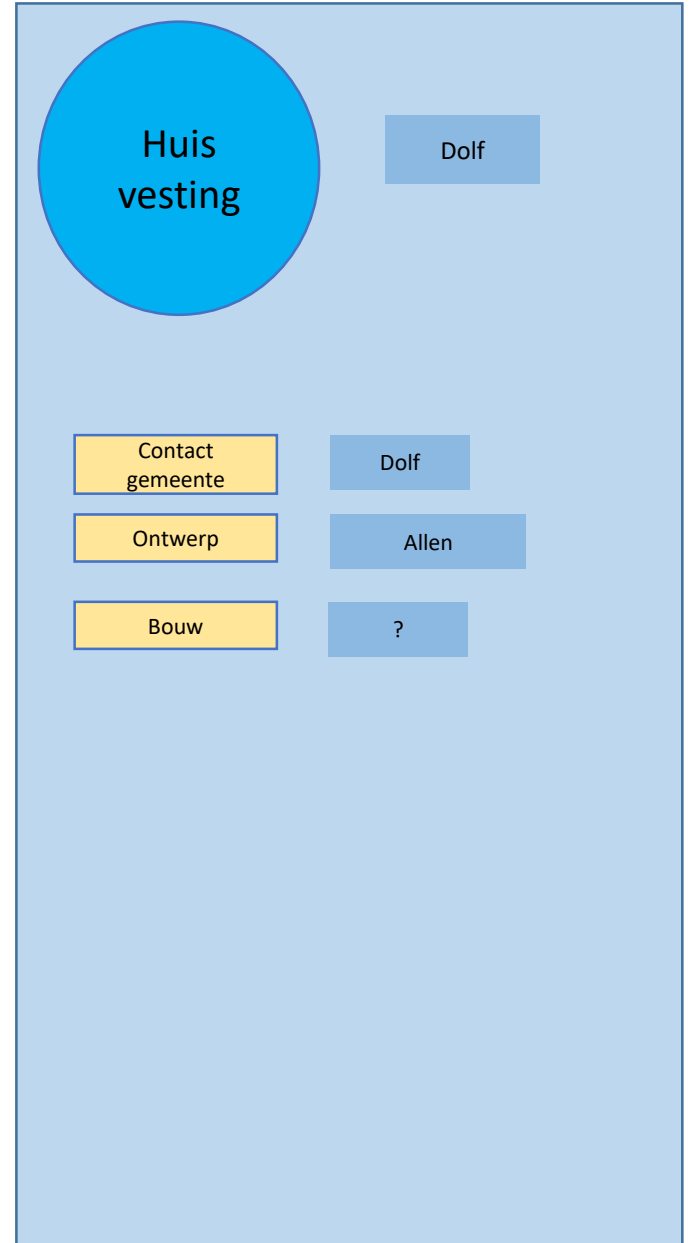 Huis
vesting
Dolf
Contact
gemeente
Dolf
Ontwerp
Allen
Bouw
?